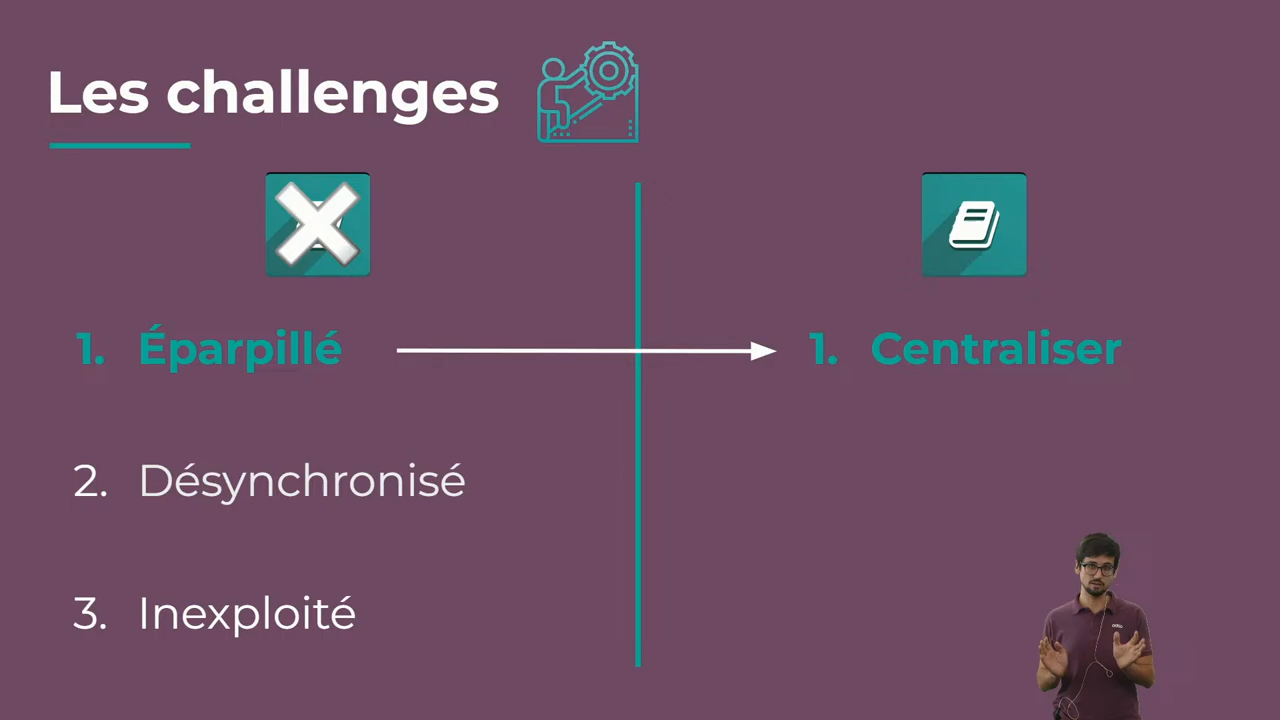 Les challenges
1. Éparpillé
1. Centraliser
2. Désynchronisé
3. Inexploité